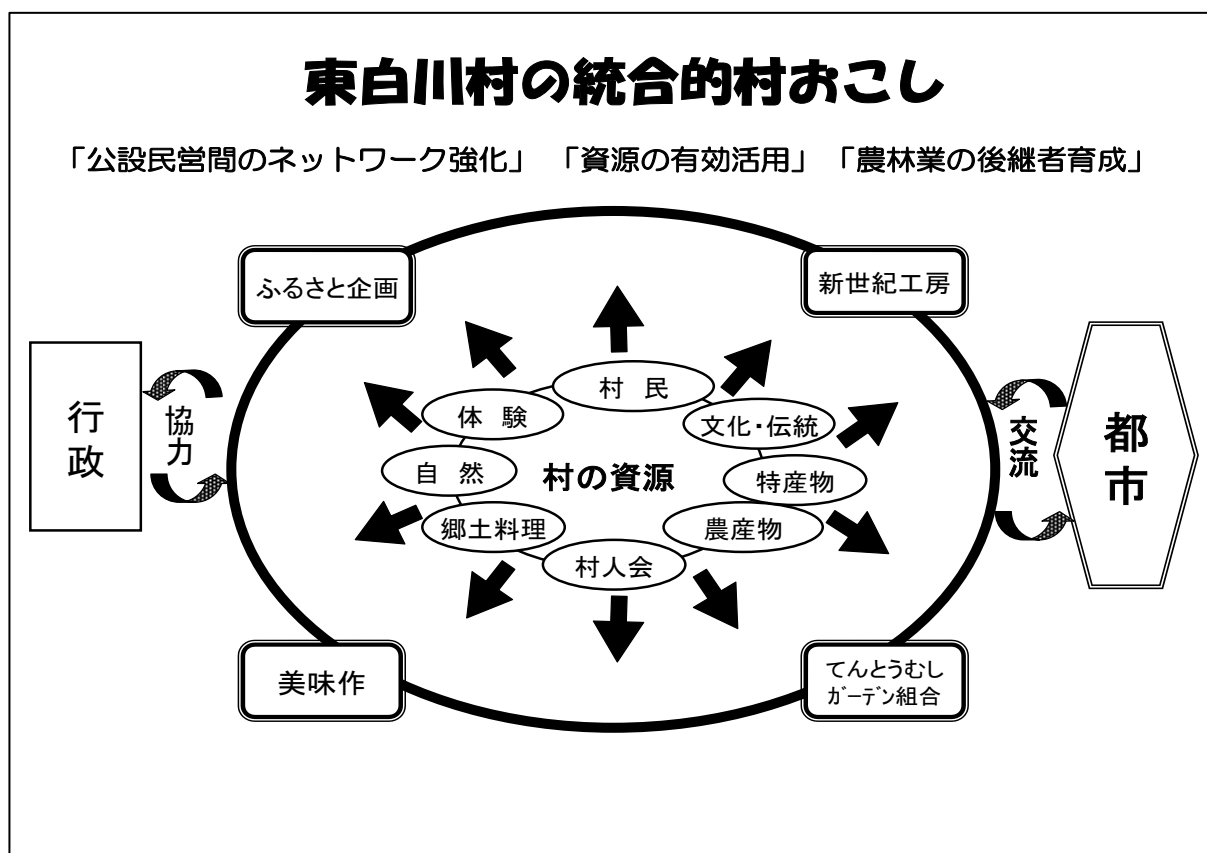 東白川村の統合的村おこし
「公設民営間のネットワーク強化」 「資源の有効活用」 「農林業の後継者育成」
ふるさと企画
新世紀工房
行政
協力
村 民
体 験
文化・伝統
自 然
村の資源
特産物
郷土料理
農産物
村人会
交流
都市
美味作
てんとうむし
ｶﾞｰﾃﾞﾝ組合